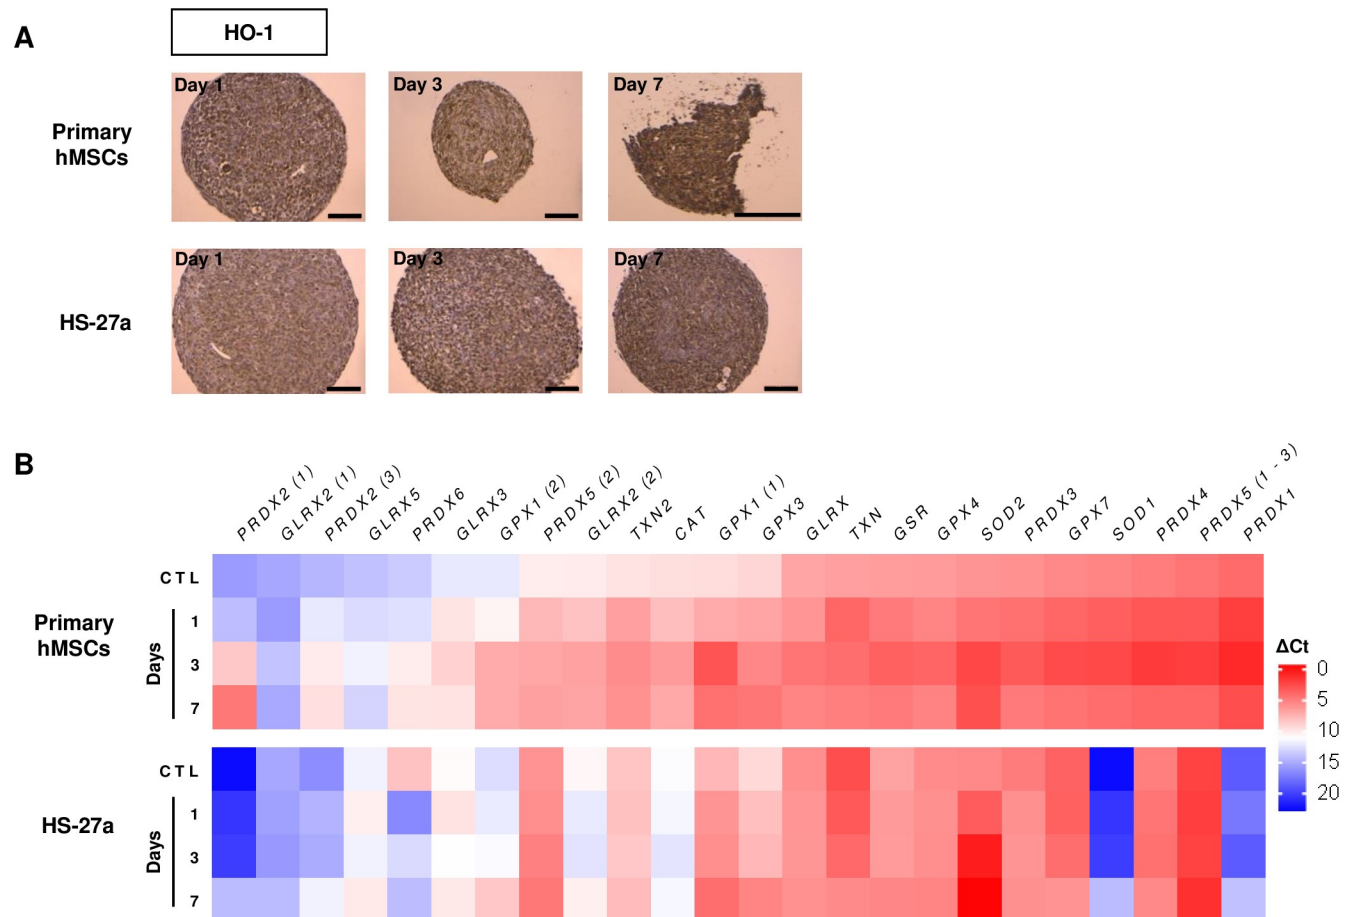 A
HO-1
Primary
hMSCs
Day 1
Day 3
Day 7
HS-27a
Day 1
Day 3
Day 7
B
PRDX2 (1)
GLRX2 (1)
PRDX2 (3)
GLRX5
PRDX6
GLRX3
GPX1 (2)
PRDX5 (2)
GLRX2 (2)
TXN2
CAT
GPX1 (1)
GPX3
GLRX
TXN
GSR
GPX4
SOD2
PRDX3
GPX7
SOD1
PRDX4
PRDX5 (1 - 3)
PRDX1
Primary
hMSCs
CTL
Days
1
3
7
HS-27a
CTL
Days
1
3
7
ΔCt
0
5
10
15
20